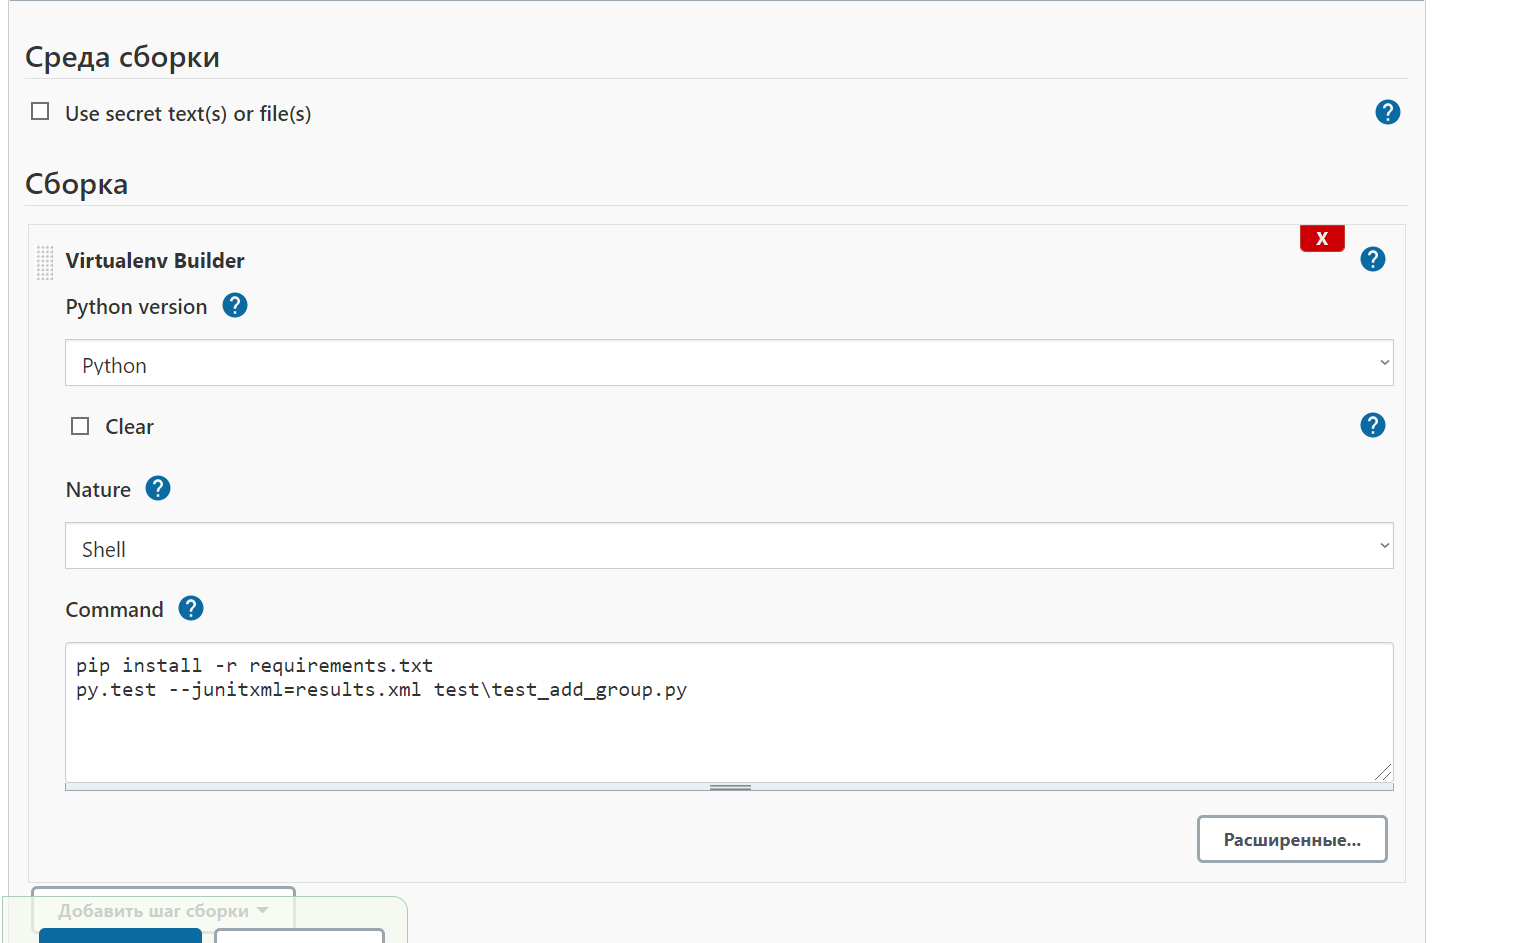 Среда сборки
Use secret text(s) or file(s)
?
Сборка
X
Virtualenv Builder
?
Python version ?
Python
Clear
?
Nature ?
Shell
Command ?
pip install -r requirements.txt
py.test --junitxml=results.xml test\test_add_group.py
Расширенные...
Добавить шаг сборки